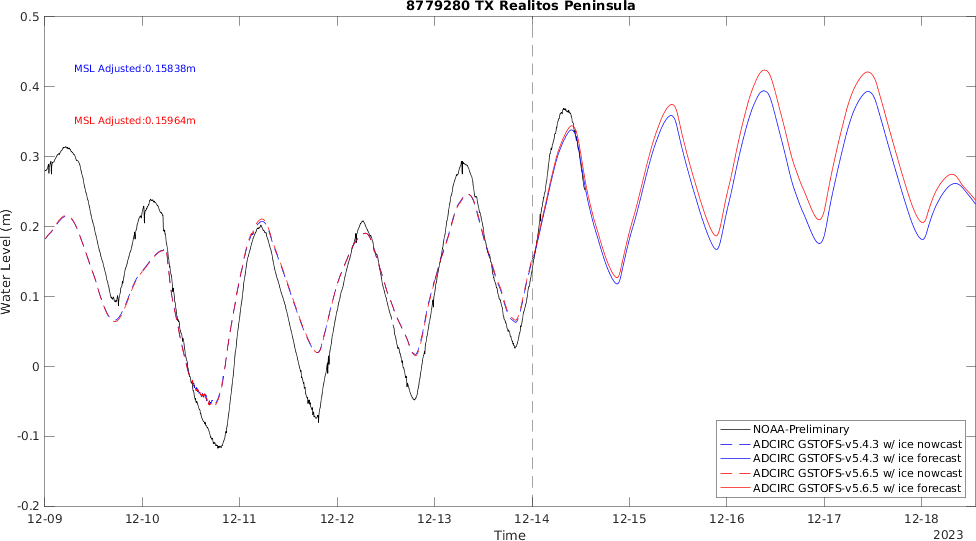 8779280 TX Realitos Peninsula
0.5
0.4
0.3
0.2
0.1
0
-0.1
-0.2
Water Level (m)
MSL Adjusted:0.15838m
MSL Adjusted:0.15964m
NOAA-Preliminary
ADCIRC GSTOFS-v5.4.3 w/ ice nowcast
ADCIRC GSTOFS-v5.4.3 w/ ice forecast
ADCIRC GSTOFS-v5.6.5 w/ ice nowcast
ADCIRC GSTOFS-v5.6.5 w/ ice forecast
12-09 12-10 12-11 12-12 12-13 12-14 12-15 12-16 12-17 12-18
Time
2023